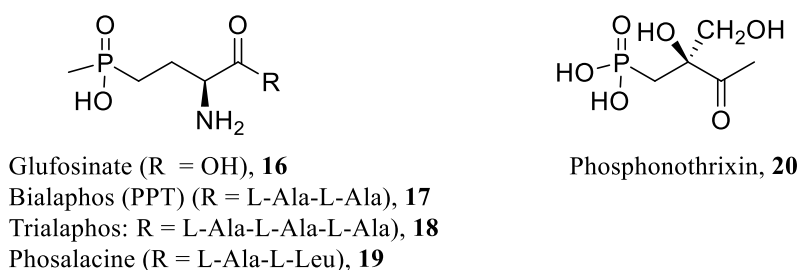 O
P
HO
O
R
NH2
O
P
HO
HO
HO
CH2OH
O
Glufosinate (R = OH), 16
Bialaphos (PPT) (R = L-Ala-L-Ala), 17
Trialaphos: R = L-Ala-L-Ala-L-Ala), 18
Phosalacine (R = L-Ala-L-Leu), 19
Phosphonothrixin, 20